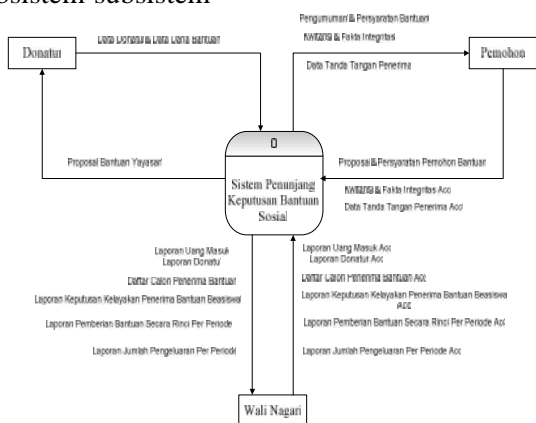 Pengumuman & Persyaratan Bantuan
Kwitansi & Fakta Integritas
Data Tanda Tangan Penerima
Data Donatur & Data Dana Bantuan
Donatur
Pemohon
0
Sistem Penunjang
Keputusan Bantuan
Sosial
Proposal Bantuan Yayasan
Proposal & Persyaratan Pemohon Bantuan
Kwitansi & Fakta Integritas Acc
Data Tanda Tangan Penerima Acc
Laporan Uang Masuk
Laporan Donatur
Daftar Calon Penerima Bantuan
Laporan Keputusan Kelayakan Penerima Bantuan Beasiswa
Laporan Pemberian Bantuan Secara Rinci Per Periode
Laporan Jumlah Pengeluaran Per Periode
Laporan Uang Masuk Acc
Laporan Donatur Acc
Daftar Calon Penerima Bantuan Acc
Laporan Keputusan Kelayakan Penerima Bantuan Beasiswa
Acc
Laporan Pemberian Bantuan Secara Rinci Per Periode Acc
Laporan Jumlah Pengeluaran Per Periode Acc
Wali Nagari